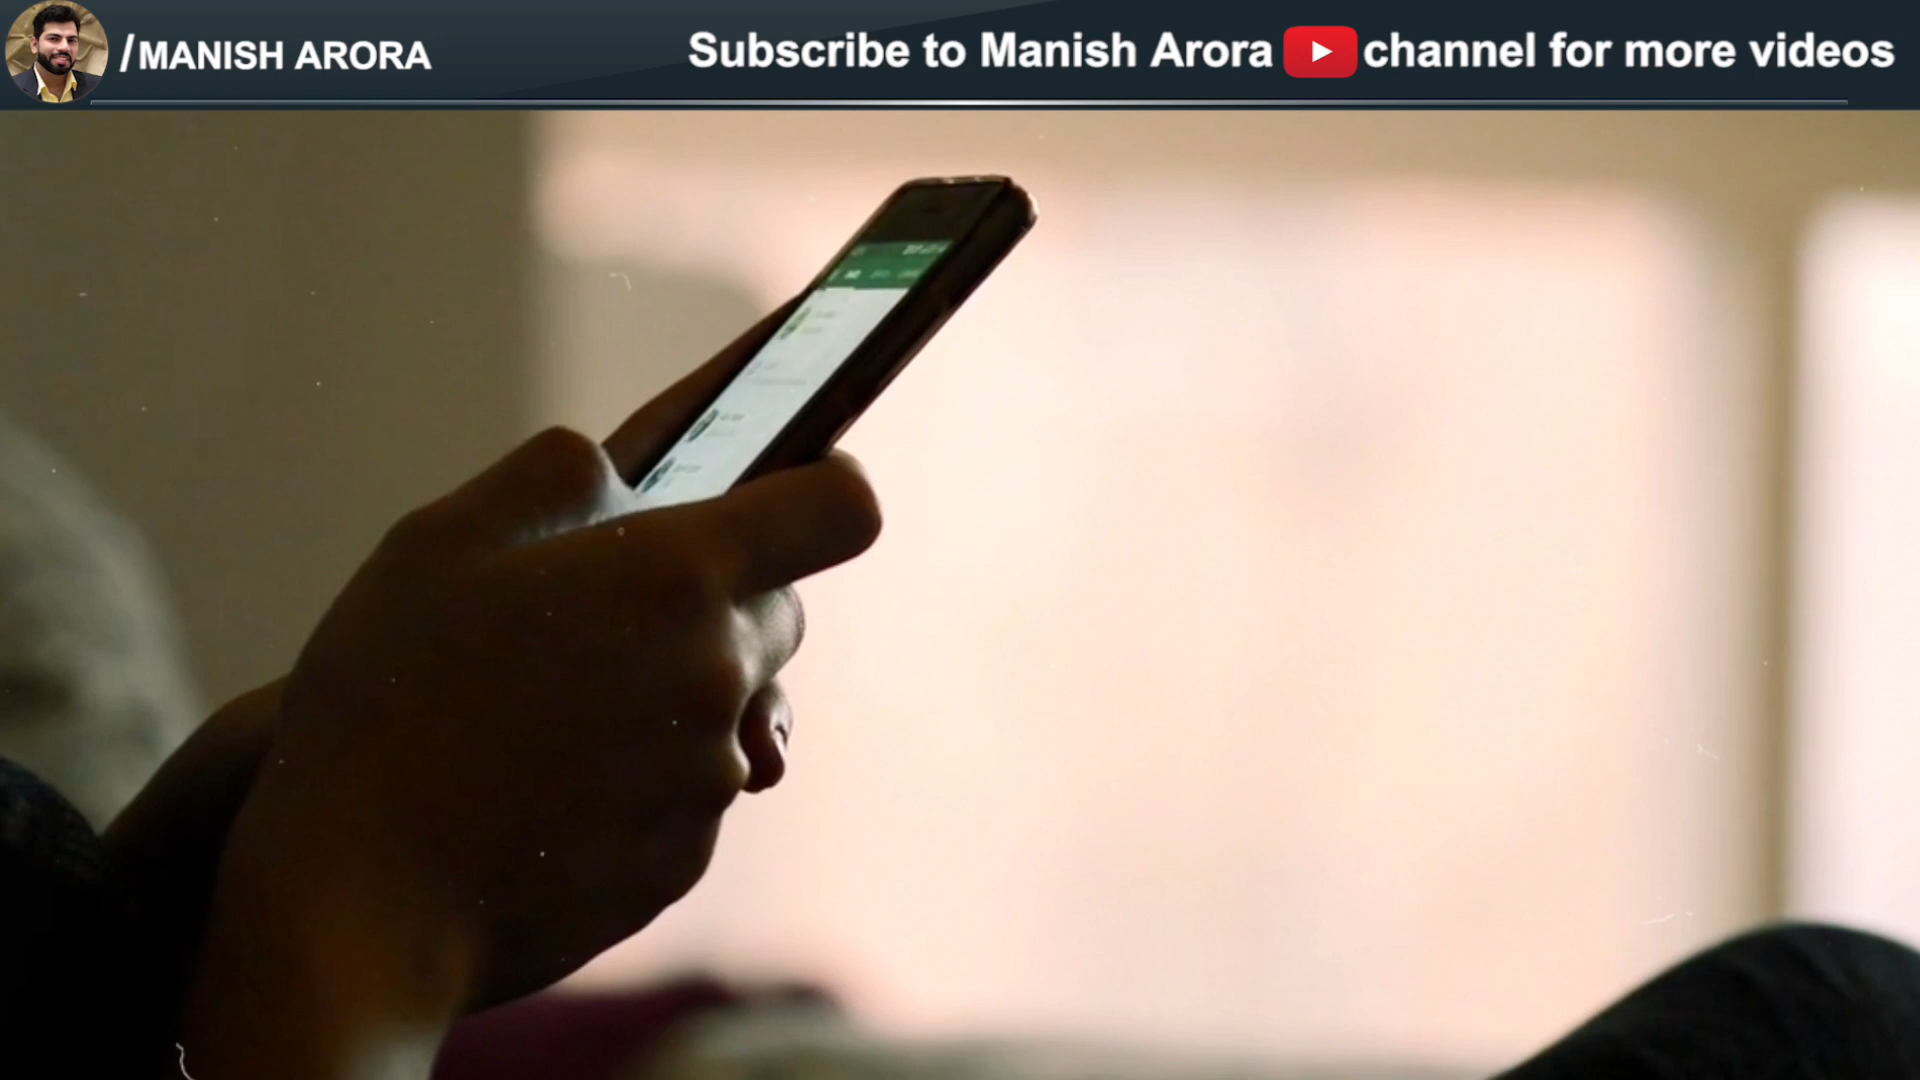 /MANISH ARORA
Subscribe to Manish Arora channel for more videos